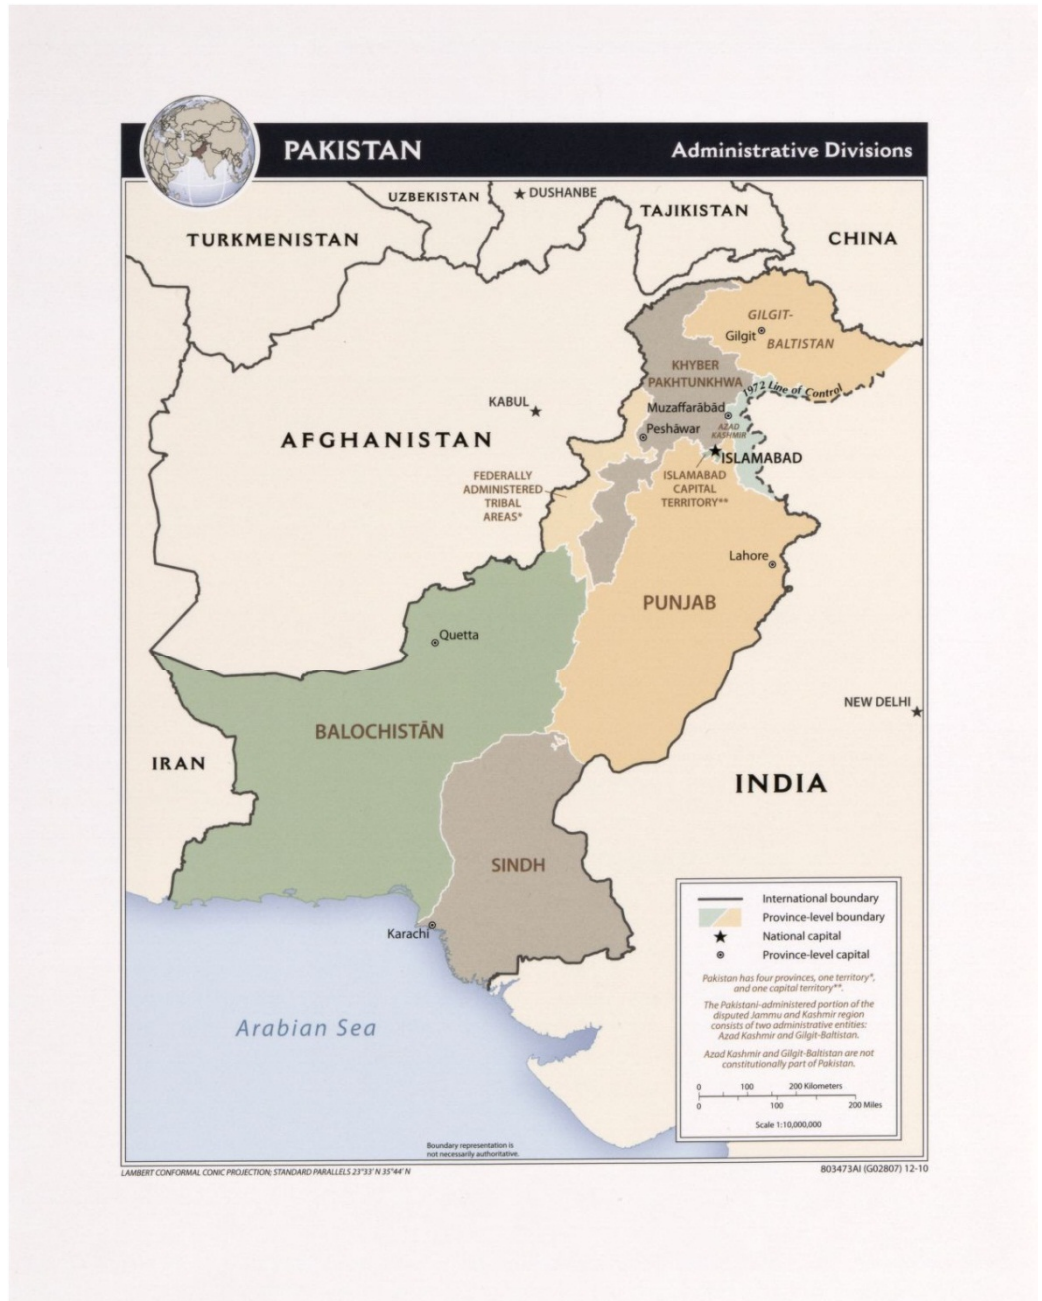 PAKISTAN
Administrative Divisions
UZBEKISTAN
DUSHANBE
TAJIKISTAN
TURKMENISTAN
CHINA
GILGIT-
Gilgit
BALTISTAN
KHYBER
PAKHTUNKHWA
1972 Line of Control
KABUL
Muzaffarābād
AZAD
KASHMIR
Peshāwar
AFGHANISTAN
ISLAMABAD
FEDERALLY
ADMINISTERED
TRIBAL
AREAS*
ISLAMABAD
CAPITAL
TERRITORY**
Lahore
PUNJAB
Quetta
NEW DELHI
BALOCHISTĀN
IRAN
INDIA
SINDH
Karachi
Arabian Sea
International boundary
Province-level boundary
National capital
Province-level capital
Pakistan has four provinces, one territory*,
and one capital territory**.
The Pakistani-administered portion of the
disputed Jammu and Kashmir region
consists of two administrative entities:
Azad Kashmir and Gilgit-Baltistan.
Azad Kashmir and Gilgit-Baltistan are not
constitutionally part of Pakistan.
0 100 200 Kilometers
0 100 200 Miles
Scale 1:10,000,000
Boundary representation is
not necessarily authoritative.
LAMBERT CONFORMAL CONIC PROJECTION; STANDARD PARALLELS 23°33' N 35°44' N
803473AI (G02807) 12-10